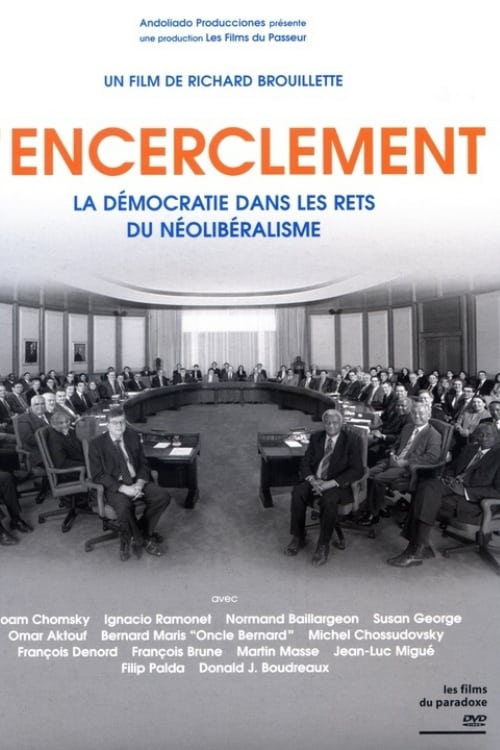 Andoliado Producciones présente
une production Les Films du Passeur
UN FILM DE RICHARD BROUILLETTE
'ENCERCLEMENT
LA DÉMOCRATIE DANS LES RETS
DU NÉOLIBÉRALISME
avec
oam Chomsky Ignacio Ramonet Normand Baillargeon Susan George
Omar Aktouf Bernard Maris "Oncle Bernard" Michel Chossudovsky
François Denord François Brune Martin Masse Jean-Luc Migué
Filip Palda Donald J. Boudreaux
les films
du paradoxe
DVD